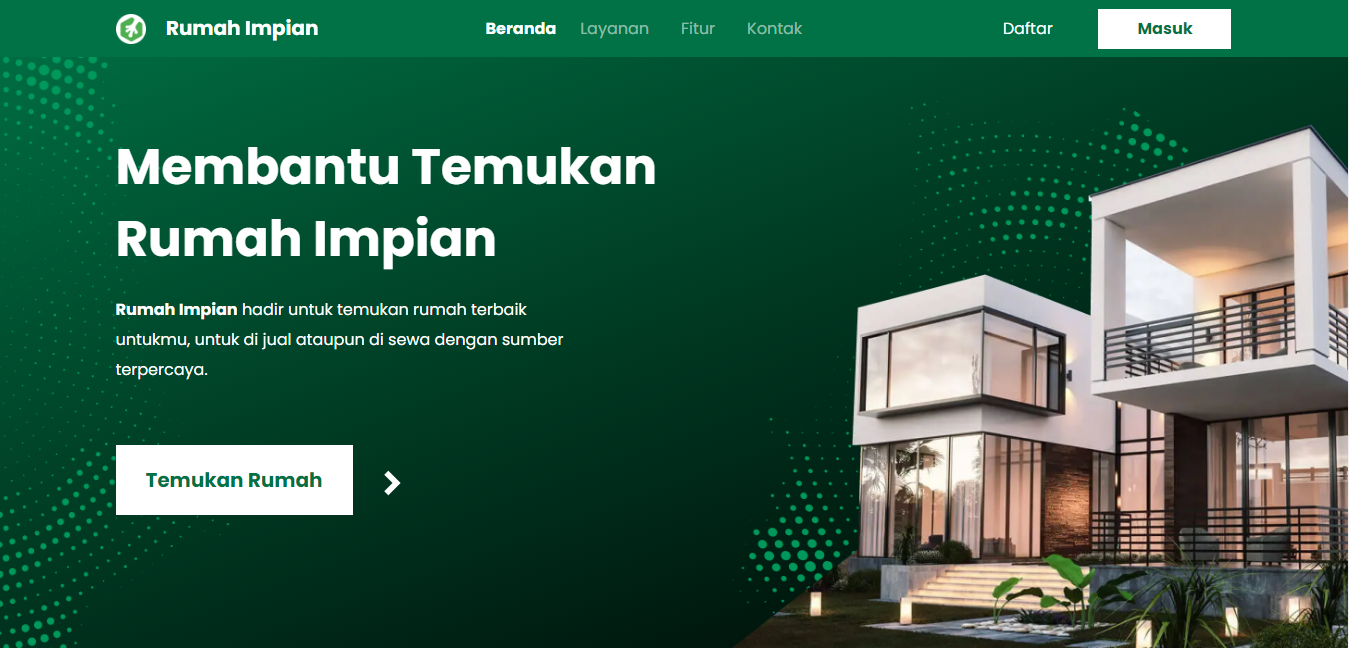 Rumah Impian
Beranda Layanan Fitur Kontak
Daftar Masuk
Membantu Temukan
Rumah Impian
Rumah Impian hadir untuk temukan rumah terbaik
untukmu, untuk di jual ataupun di sewa dengan sumber
terpercaya.
Temukan Rumah